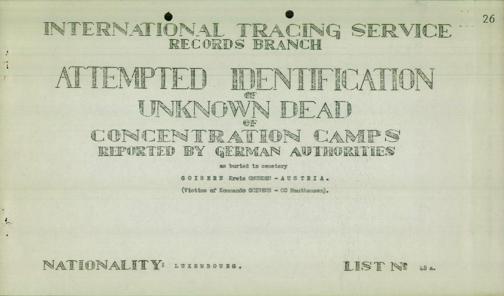 26
INTERNATIONAL TRACING SERVICE
RECORDS BRANCH
ATTEMPTED IDENTIFICATION
OF
UNKNOWN DEAD
OF
CONCENTRATION CAMPS
REPORTED BY GERMAN AUTHORITIES
as buried in cemetery
GOISERN Kreis GMUNDEN - AUSTRIA.
(Victims of Kommando GOISERN - CC Mauthausen).
NATIONALITY: LUXEMBOURG.
LIST Nº